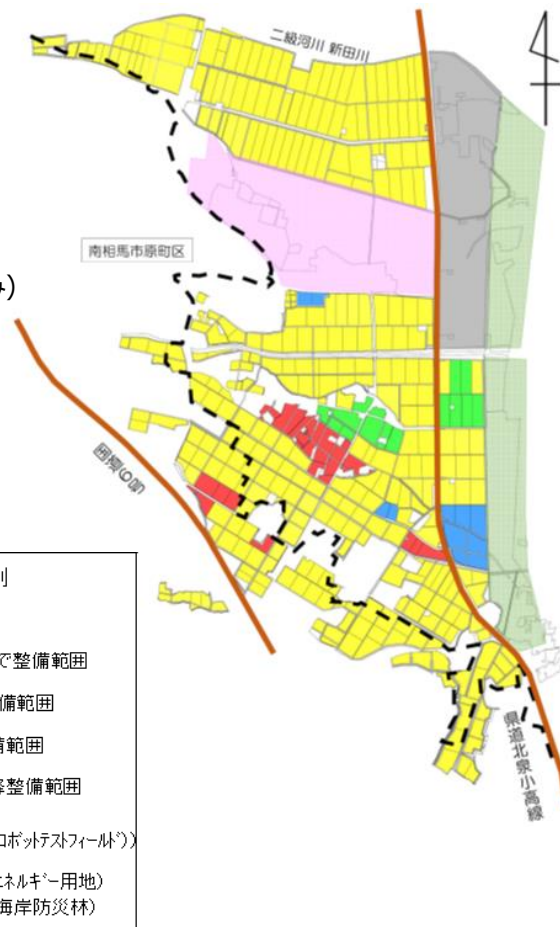 二級河川 新田川
南相馬市原町区
み)
国道6号
別
で整備範囲
備範囲
備範囲
整備範囲
ロボットテストフィールド))
エネルギー用地)
海岸防災林)
県道北泉小高線